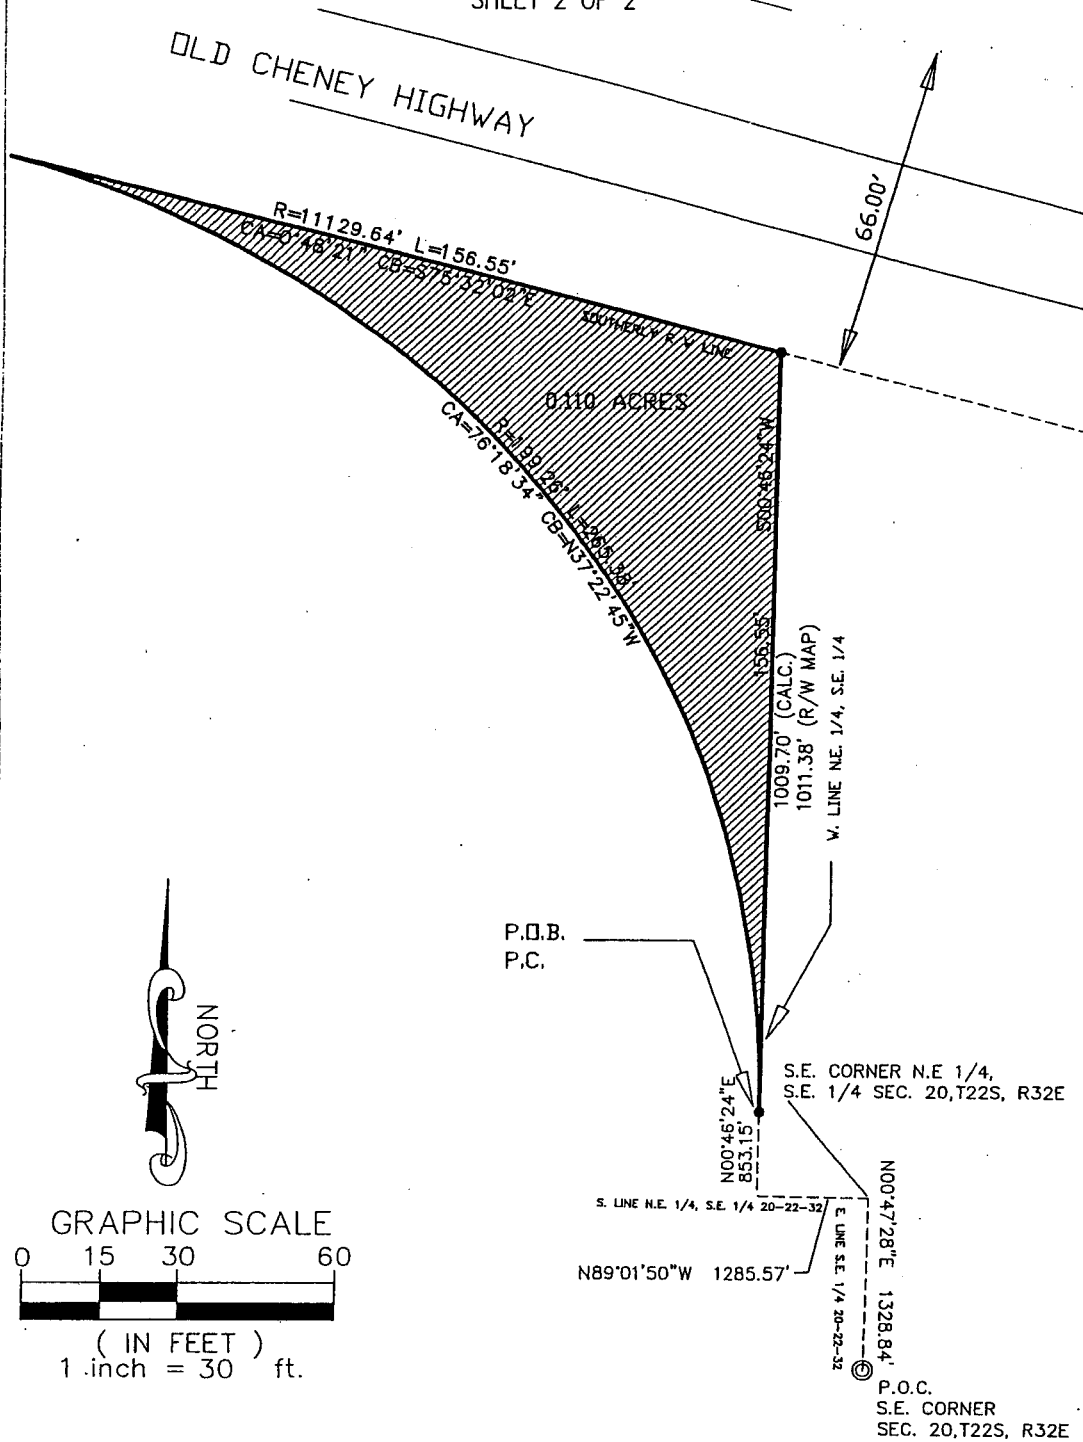 SHEET 2 OF 2
OLD CHENEY HIGHWAY
66.00'
R=11129.64' L=156.55'
CA=0°48'21" CB=S75°32'02"E
SOUTHERLY R/W LINE
0.110 ACRES
R=199.26' L=265.38'
CA=76°18'34" CB=N37°22'45"W
S00°46'24"W
156.55'
1009.70' (CALC.)
1011.38' (R/W MAP)
W. LINE N.E. 1/4, S.E. 1/4
P.O.B.
P.C.
NORTH
N00°46'24"E
853.15'
S.E. CORNER N.E 1/4,
S.E. 1/4 SEC. 20,T22S, R32E
S. LINE N.E. 1/4, S.E. 1/4 20-22-32
N89°01'50"W 1285.57'
E. LINE S.E. 1/4 20-22-32
N00°47'28"E 1328.84'
P.O.C.
S.E. CORNER
SEC. 20,T22S, R32E
GRAPHIC SCALE
0 15 30 60
( IN FEET )
1 inch = 30 ft.